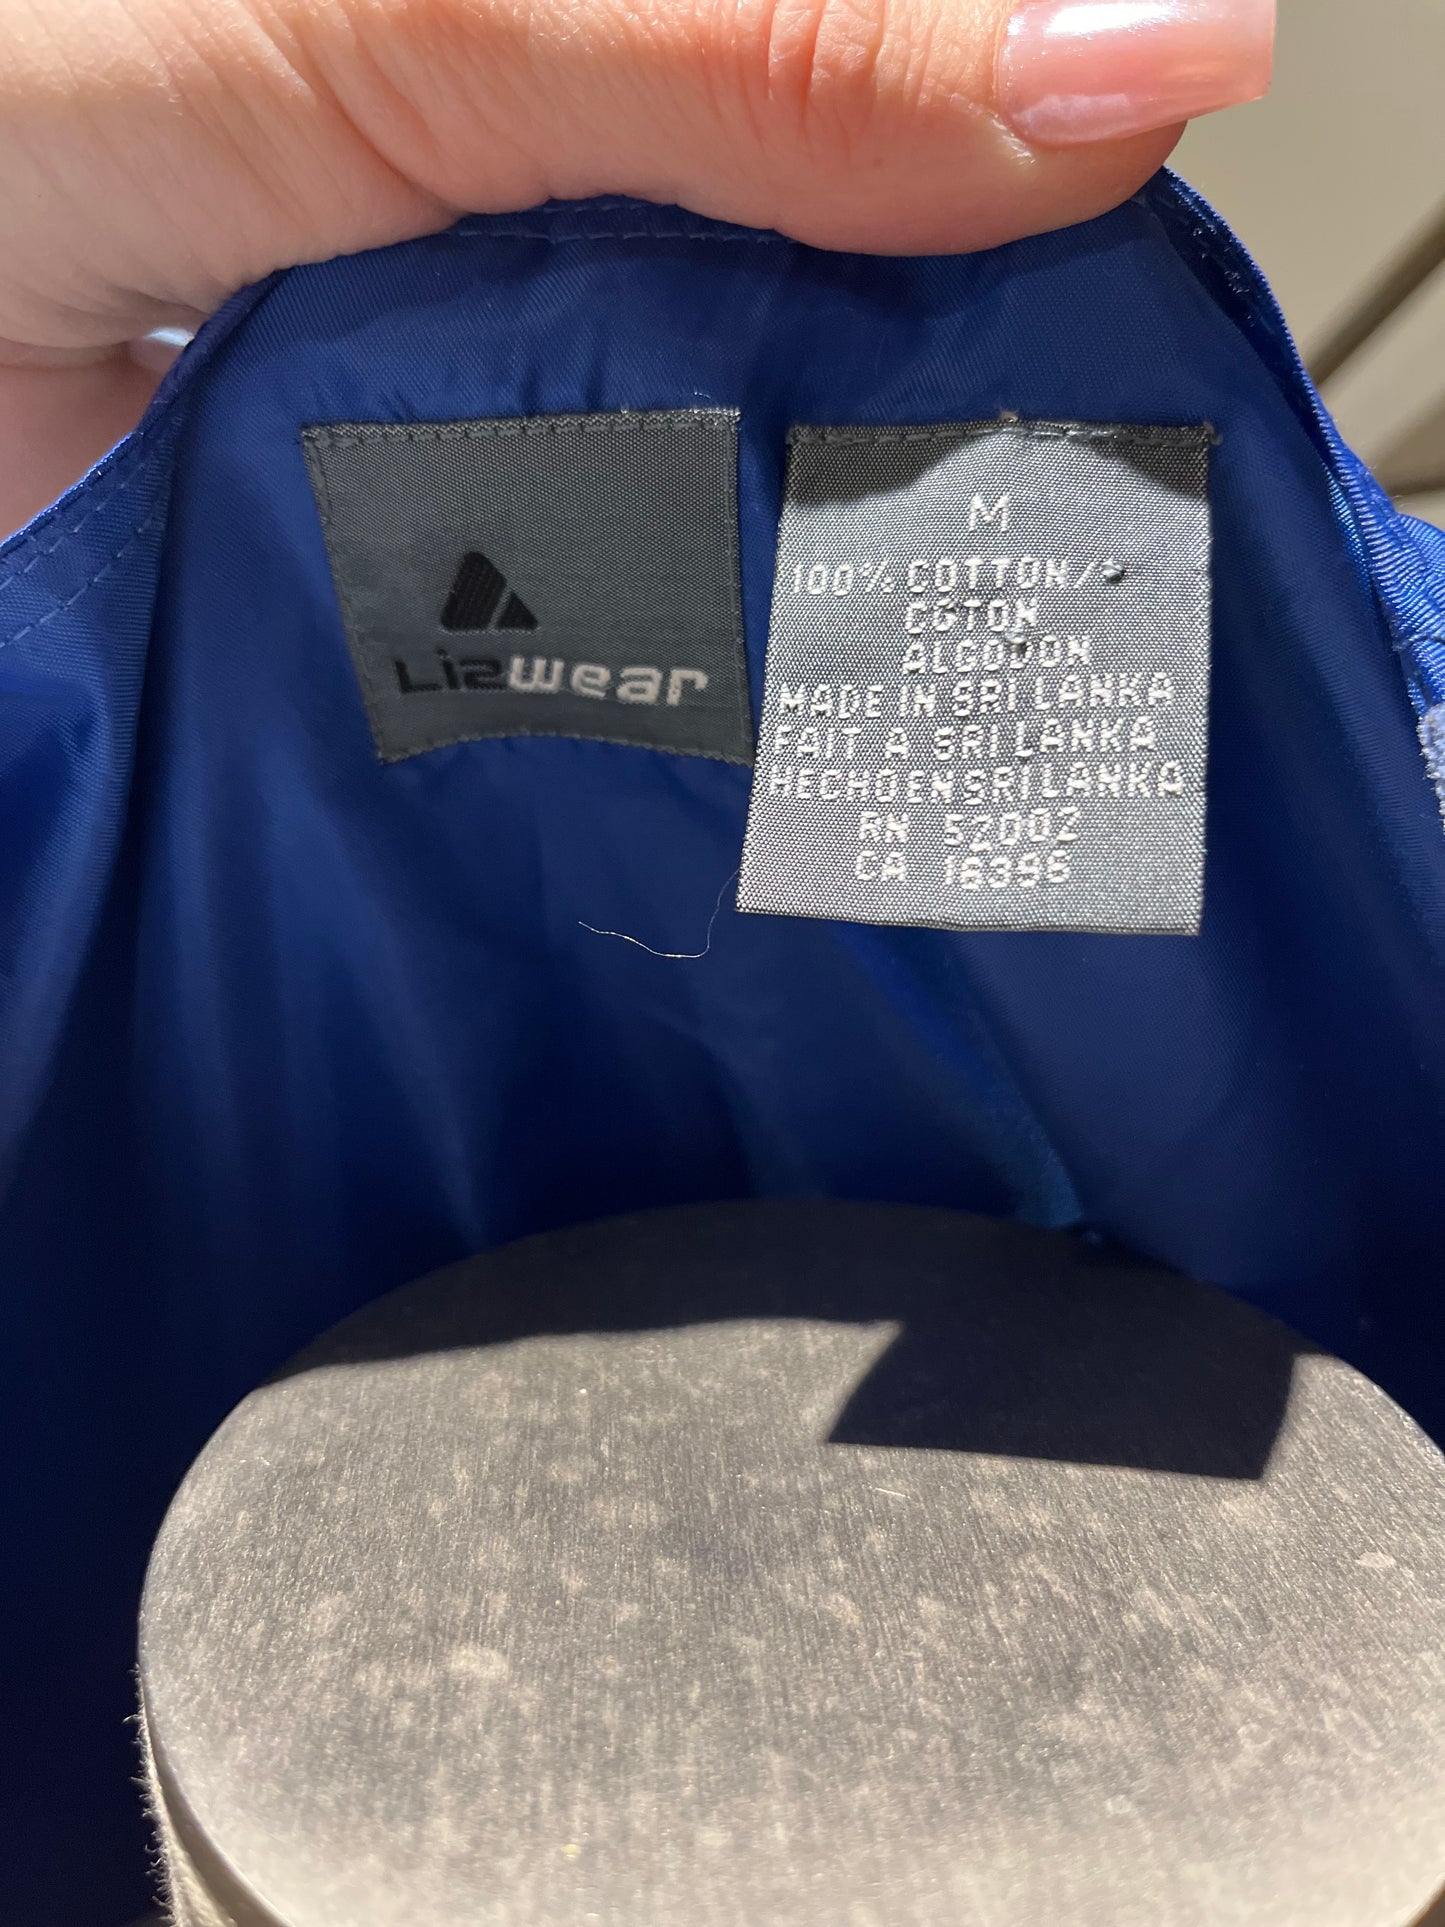 Lizwear
M
100% COTTON/
COTON
ALGODON
MADE IN SRI LANKA
FAIT A SRI LANKA
HECHO EN SRI LANKA
RN 52002
CA 16396